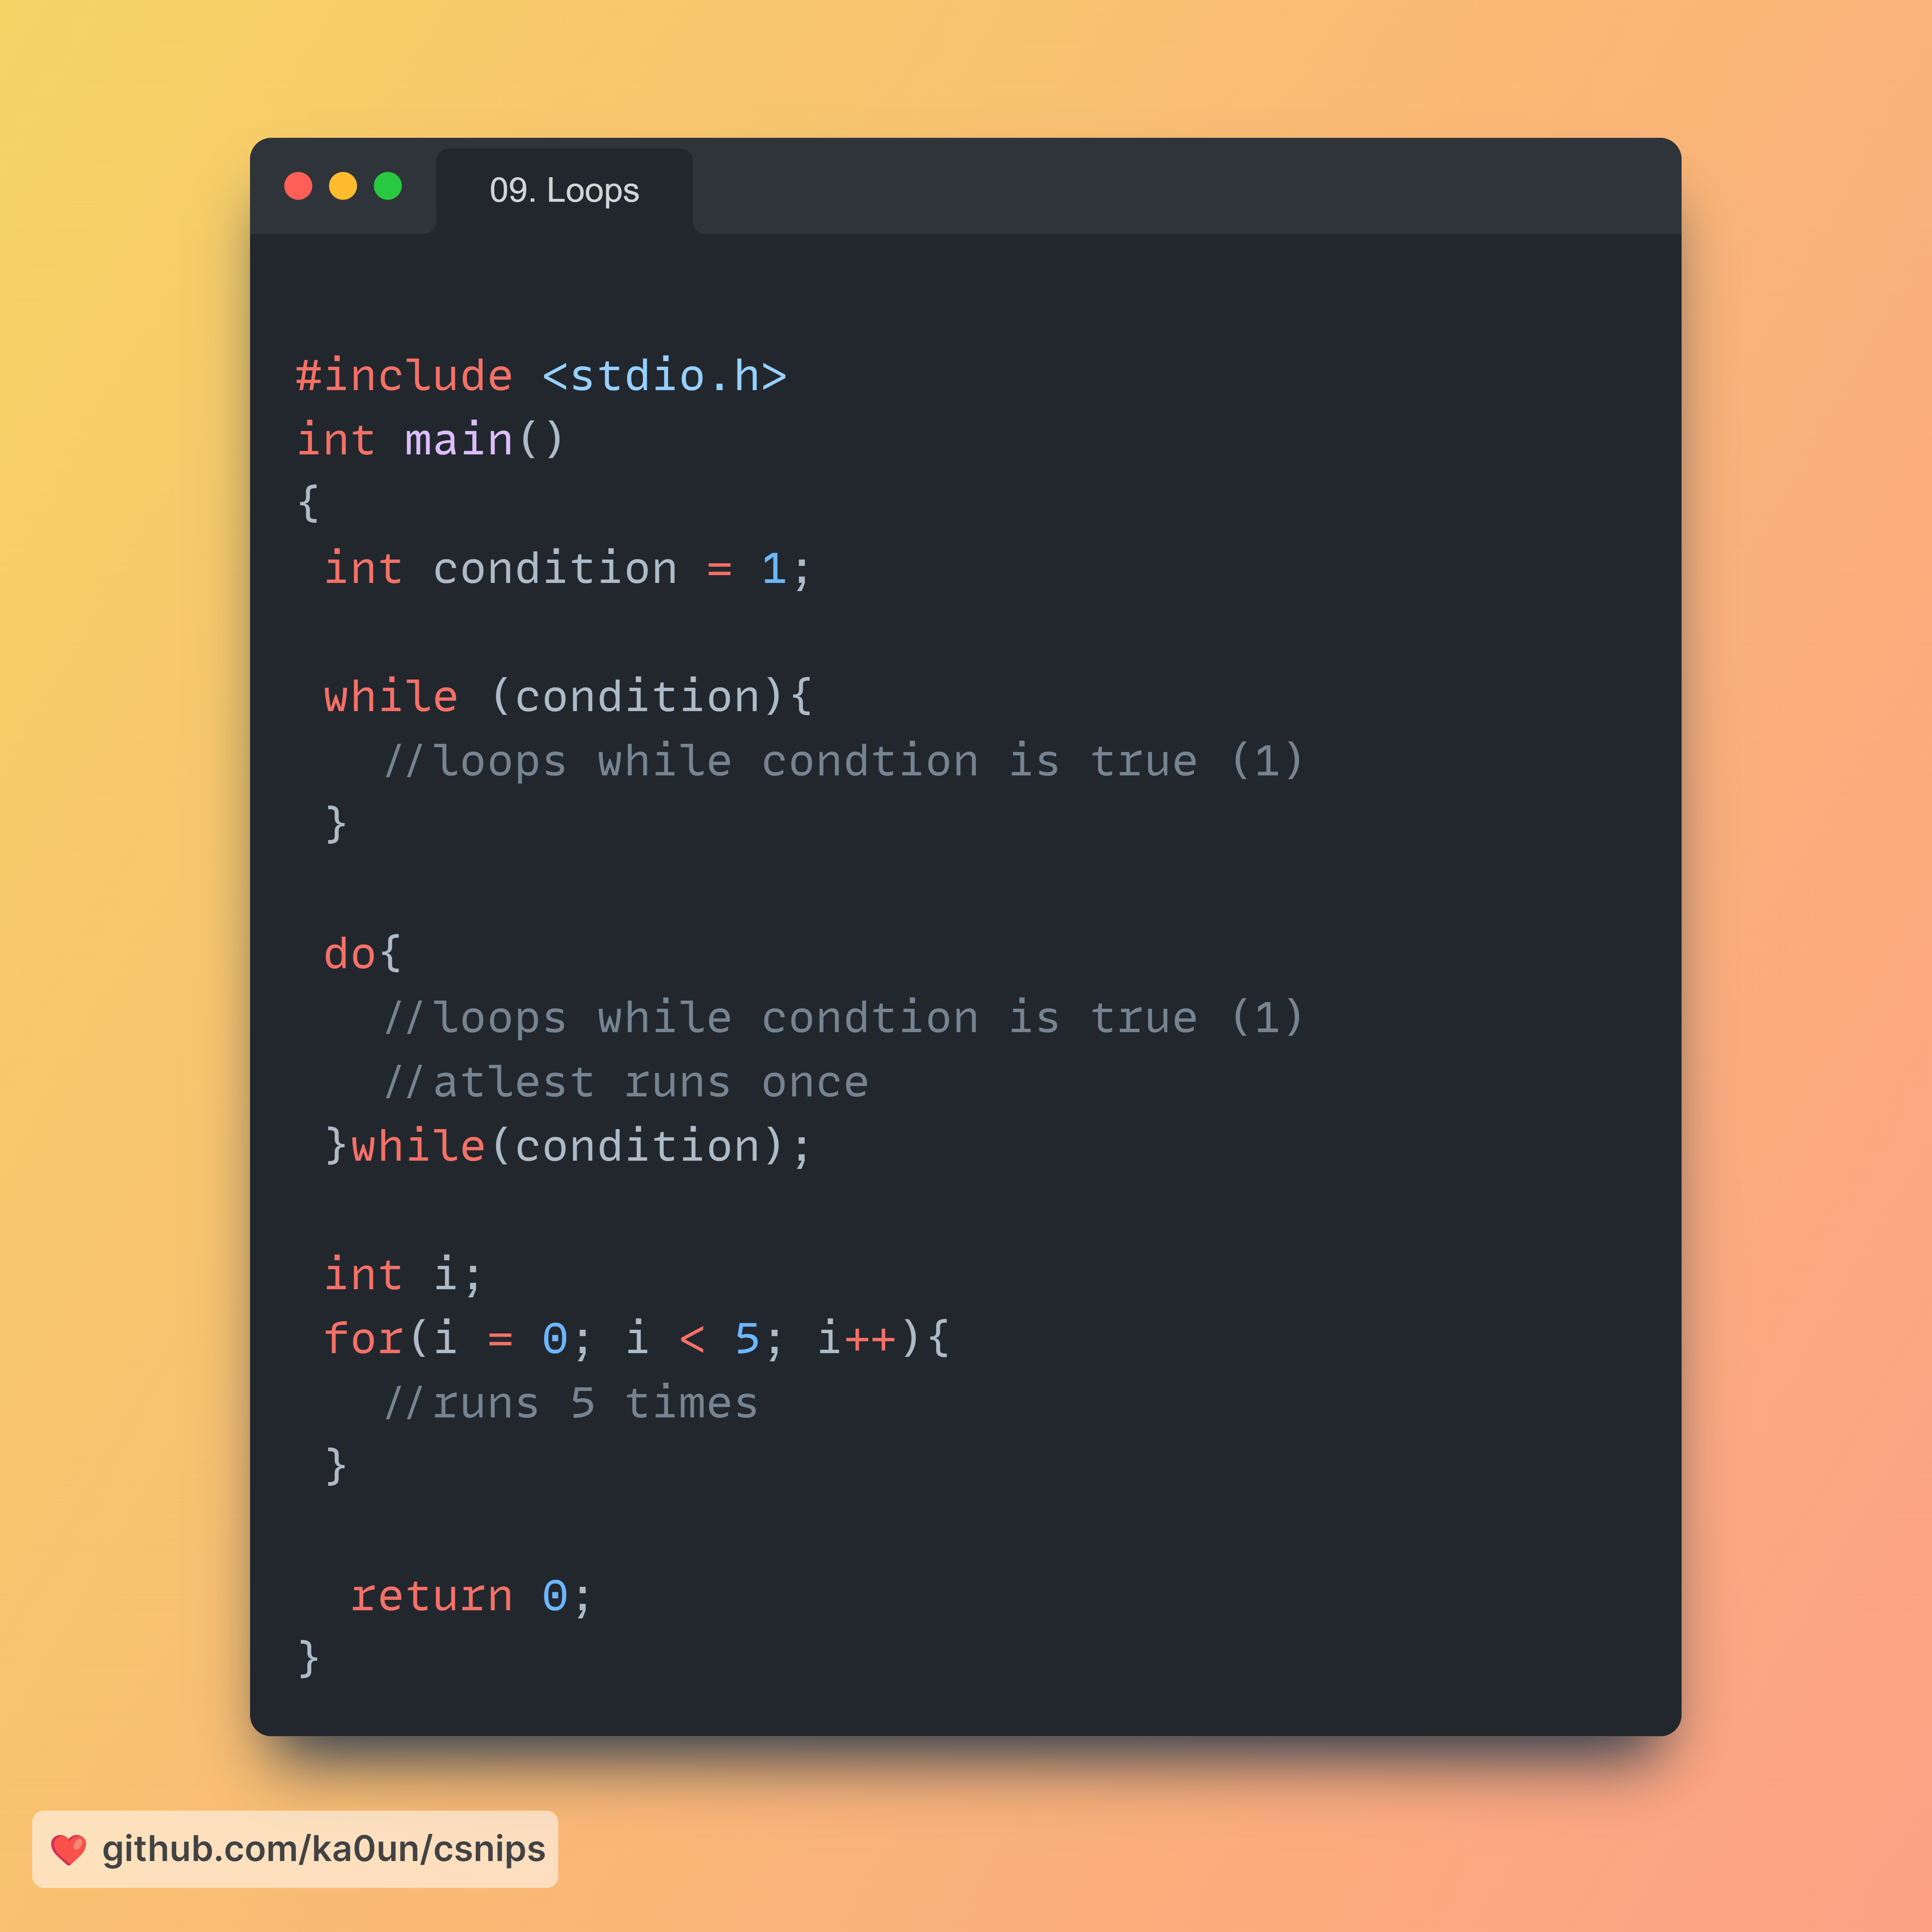 09. Loops
#include <stdio.h>
int main()
{
 int condition = 1;
 while (condition){
   //loops while condtion is true (1)
 }
 do{
   //loops while condtion is true (1)
   //atlest runs once
 }while(condition);
 int i;
 for(i = 0; i < 5; i++){
   //runs 5 times
 }
  return 0;
}
github.com/ka0un/csnips